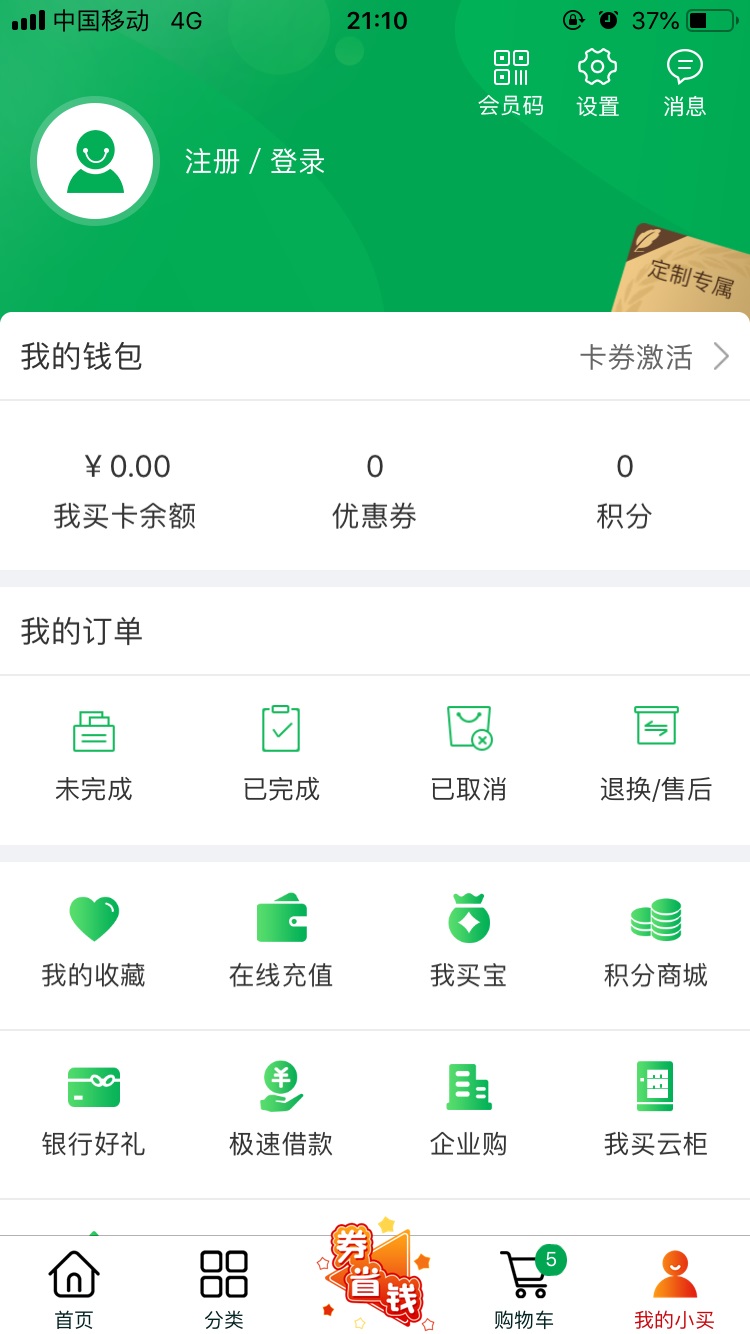 中国移动 4G 21:10 37%
会员码 设置 消息
注册 / 登录
定制专属
我的钱包 卡券激活
¥ 0.00 0 0
我买卡余额 优惠券 积分
我的订单
未完成 已完成 已取消 退换/售后
我的收藏 在线充值 我买宝 积分商城
¥
银行好礼 极速借款 企业购 我买云柜
券
省钱
5
首页 分类 购物车 我的小买